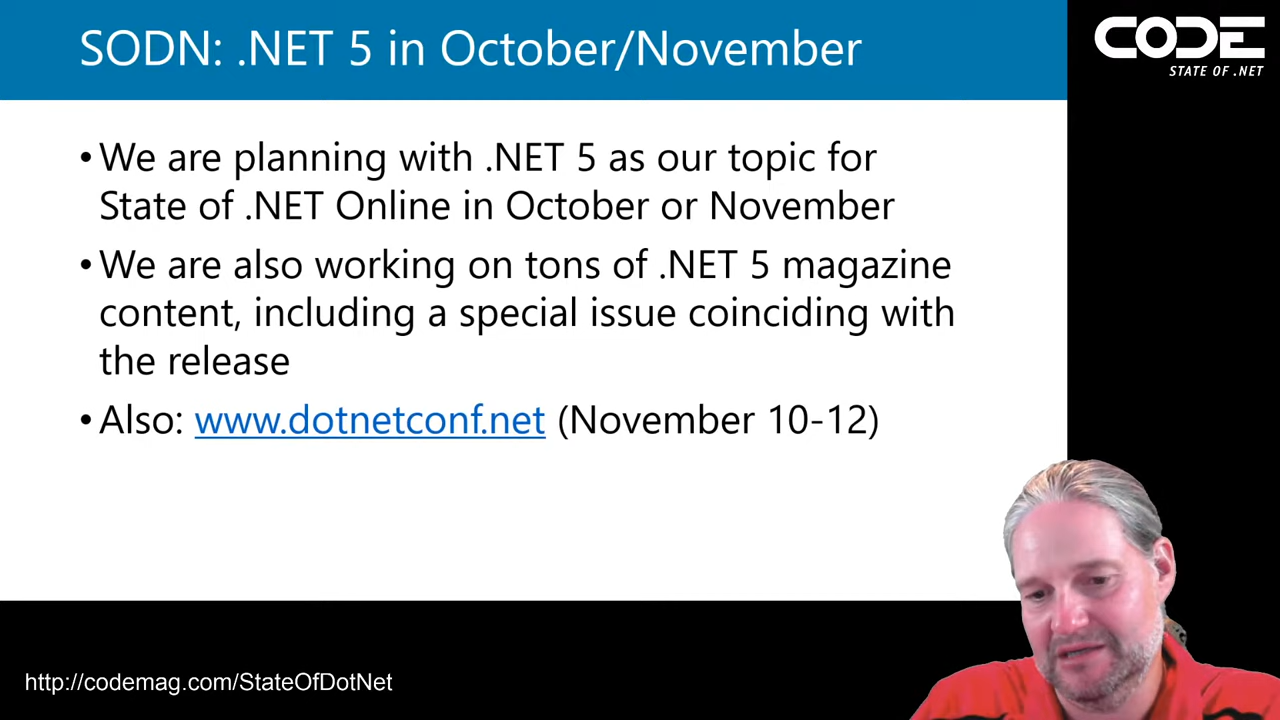 SODN: .NET 5 in October/November
CODE
STATE OF .NET
•We are planning with .NET 5 as our topic for
State of .NET Online in October or November
•We are also working on tons of .NET 5 magazine
content, including a special issue coinciding with
the release
•Also: www.dotnetconf.net (November 10-12)
http://codemag.com/StateOfDotNet